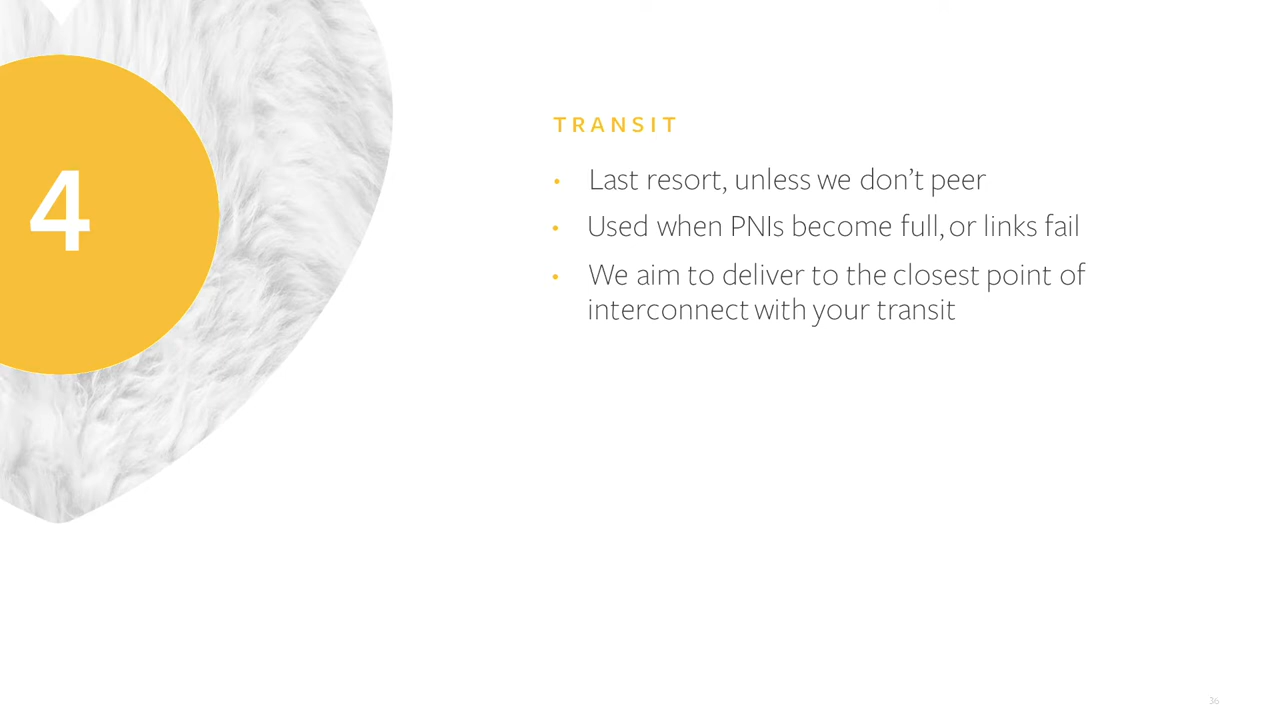 4
TRANSIT
• Last resort, unless we don’t peer
• Used when PNIs become full, or links fail
• We aim to deliver to the closest point of
interconnect with your transit
36